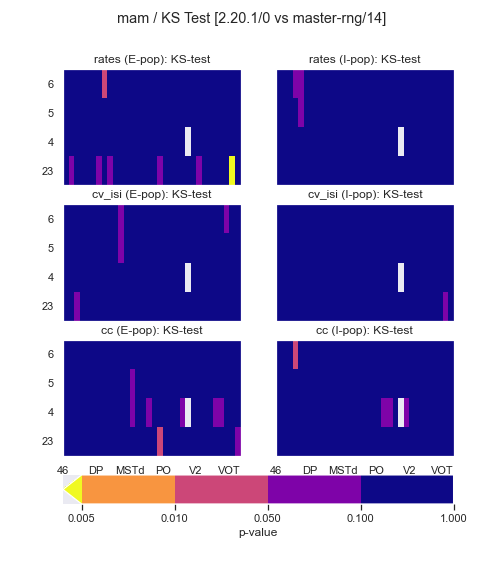 mam / KS Test [2.20.1/0 vs master-rng/14]
rates (E-pop): KS-test
rates (I-pop): KS-test
6
5
4
23
cv_isi (E-pop): KS-test
cv_isi (I-pop): KS-test
6
5
4
23
cc (E-pop): KS-test
cc (I-pop): KS-test
6
5
4
23
46 DP MSTd PO V2 VOT
46 DP MSTd PO V2 VOT
0.005 0.010 0.050 0.100 1.000
p-value